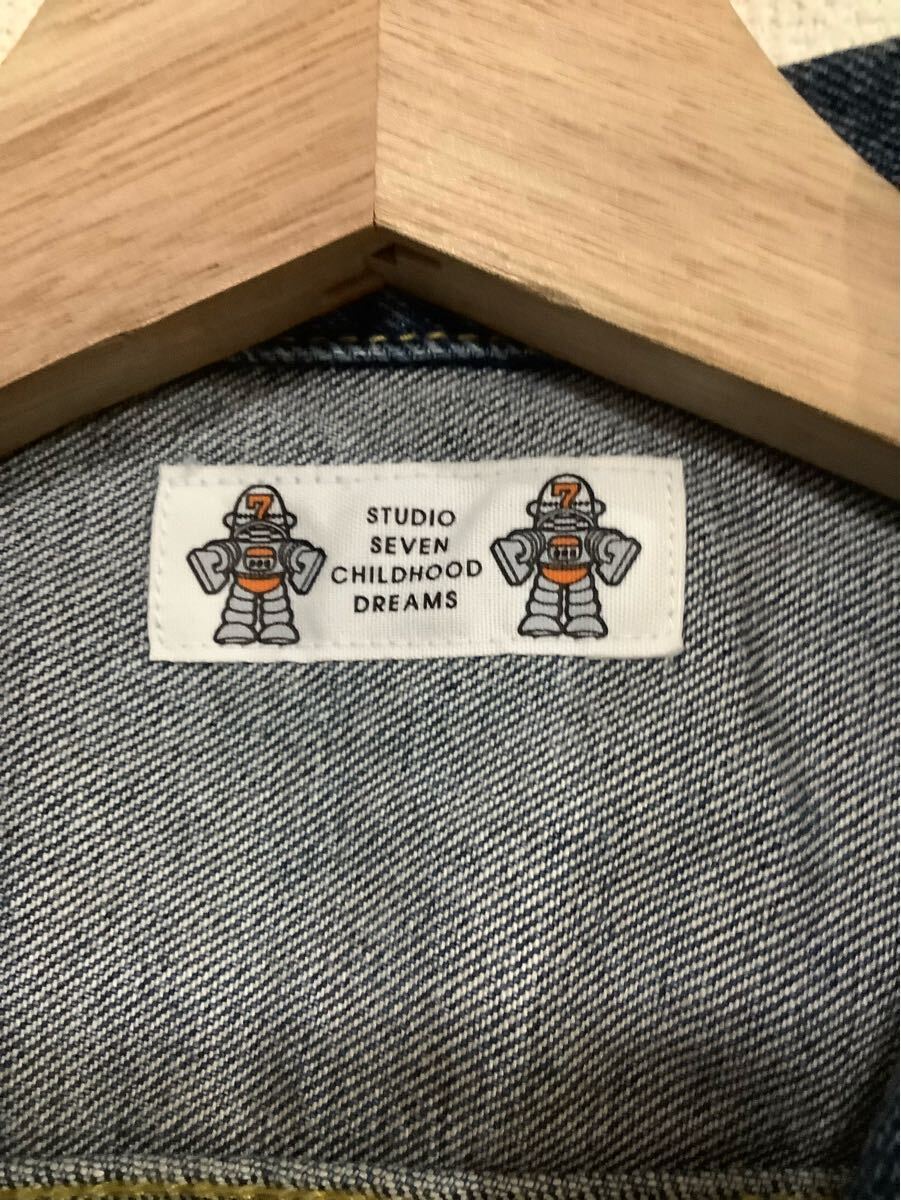 7
7
STUDIO
SEVEN
CHILDHOOD
DREAMS